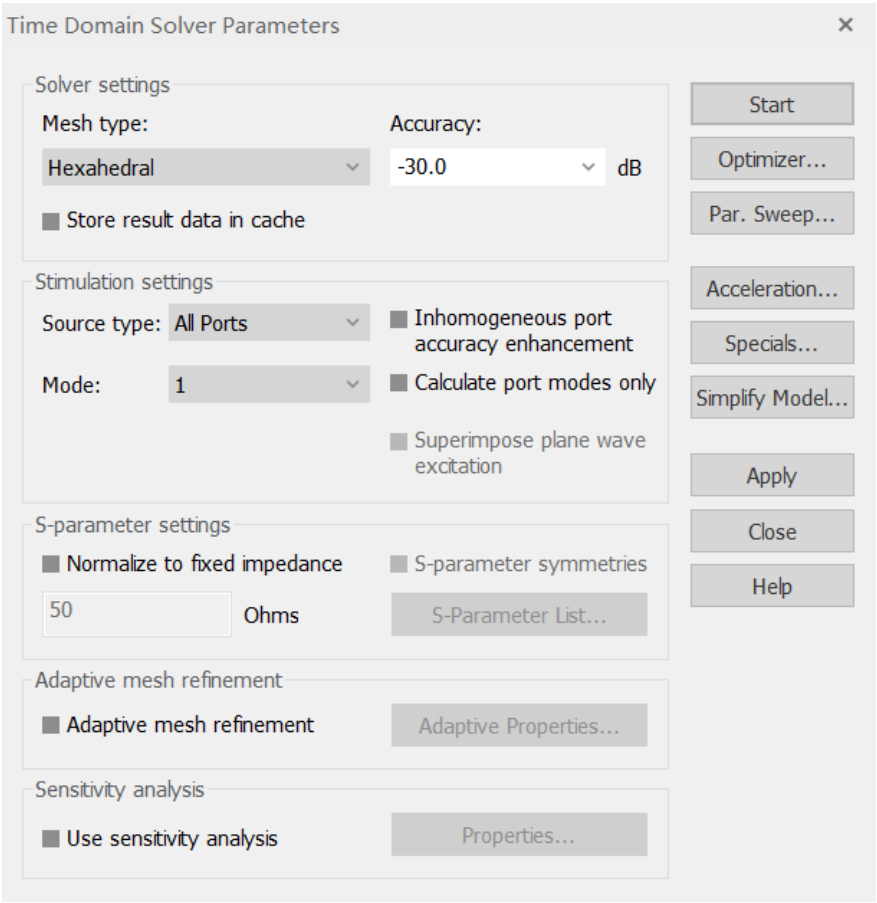 Time Domain Solver Parameters
Solver settings
Mesh type:
Accuracy:
Hexahedral
-30.0
dB
Store result data in cache
Stimulation settings
Source type:
All Ports
Inhomogeneous port
accuracy enhancement
Mode:
1
Calculate port modes only
Superimpose plane wave
excitation
S-parameter settings
Normalize to fixed impedance
S-parameter symmetries
50
Ohms
S-Parameter List...
Adaptive mesh refinement
Adaptive mesh refinement
Adaptive Properties...
Sensitivity analysis
Use sensitivity analysis
Properties...
Start
Optimizer...
Par. Sweep...
Acceleration...
Specials...
Simplify Model...
Apply
Close
Help